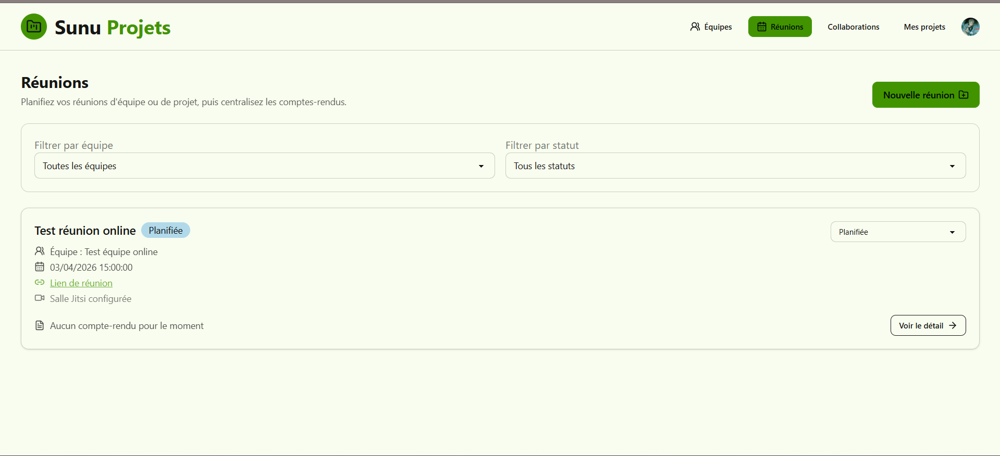 Sunu Projets
Équipes
Réunions
Collaborations
Mes projets
Réunions
Planifiez vos réunions d'équipe ou de projet, puis centralisez les comptes-rendus.
Nouvelle réunion
Filtrer par équipe
Toutes les équipes
Filtrer par statut
Tous les statuts
Test réunion online
Planifiée
Planifiée
Équipe : Test équipe online
03/04/2026 15:00:00
Lien de réunion
Salle Jitsi configurée
Aucun compte-rendu pour le moment
Voir le détail